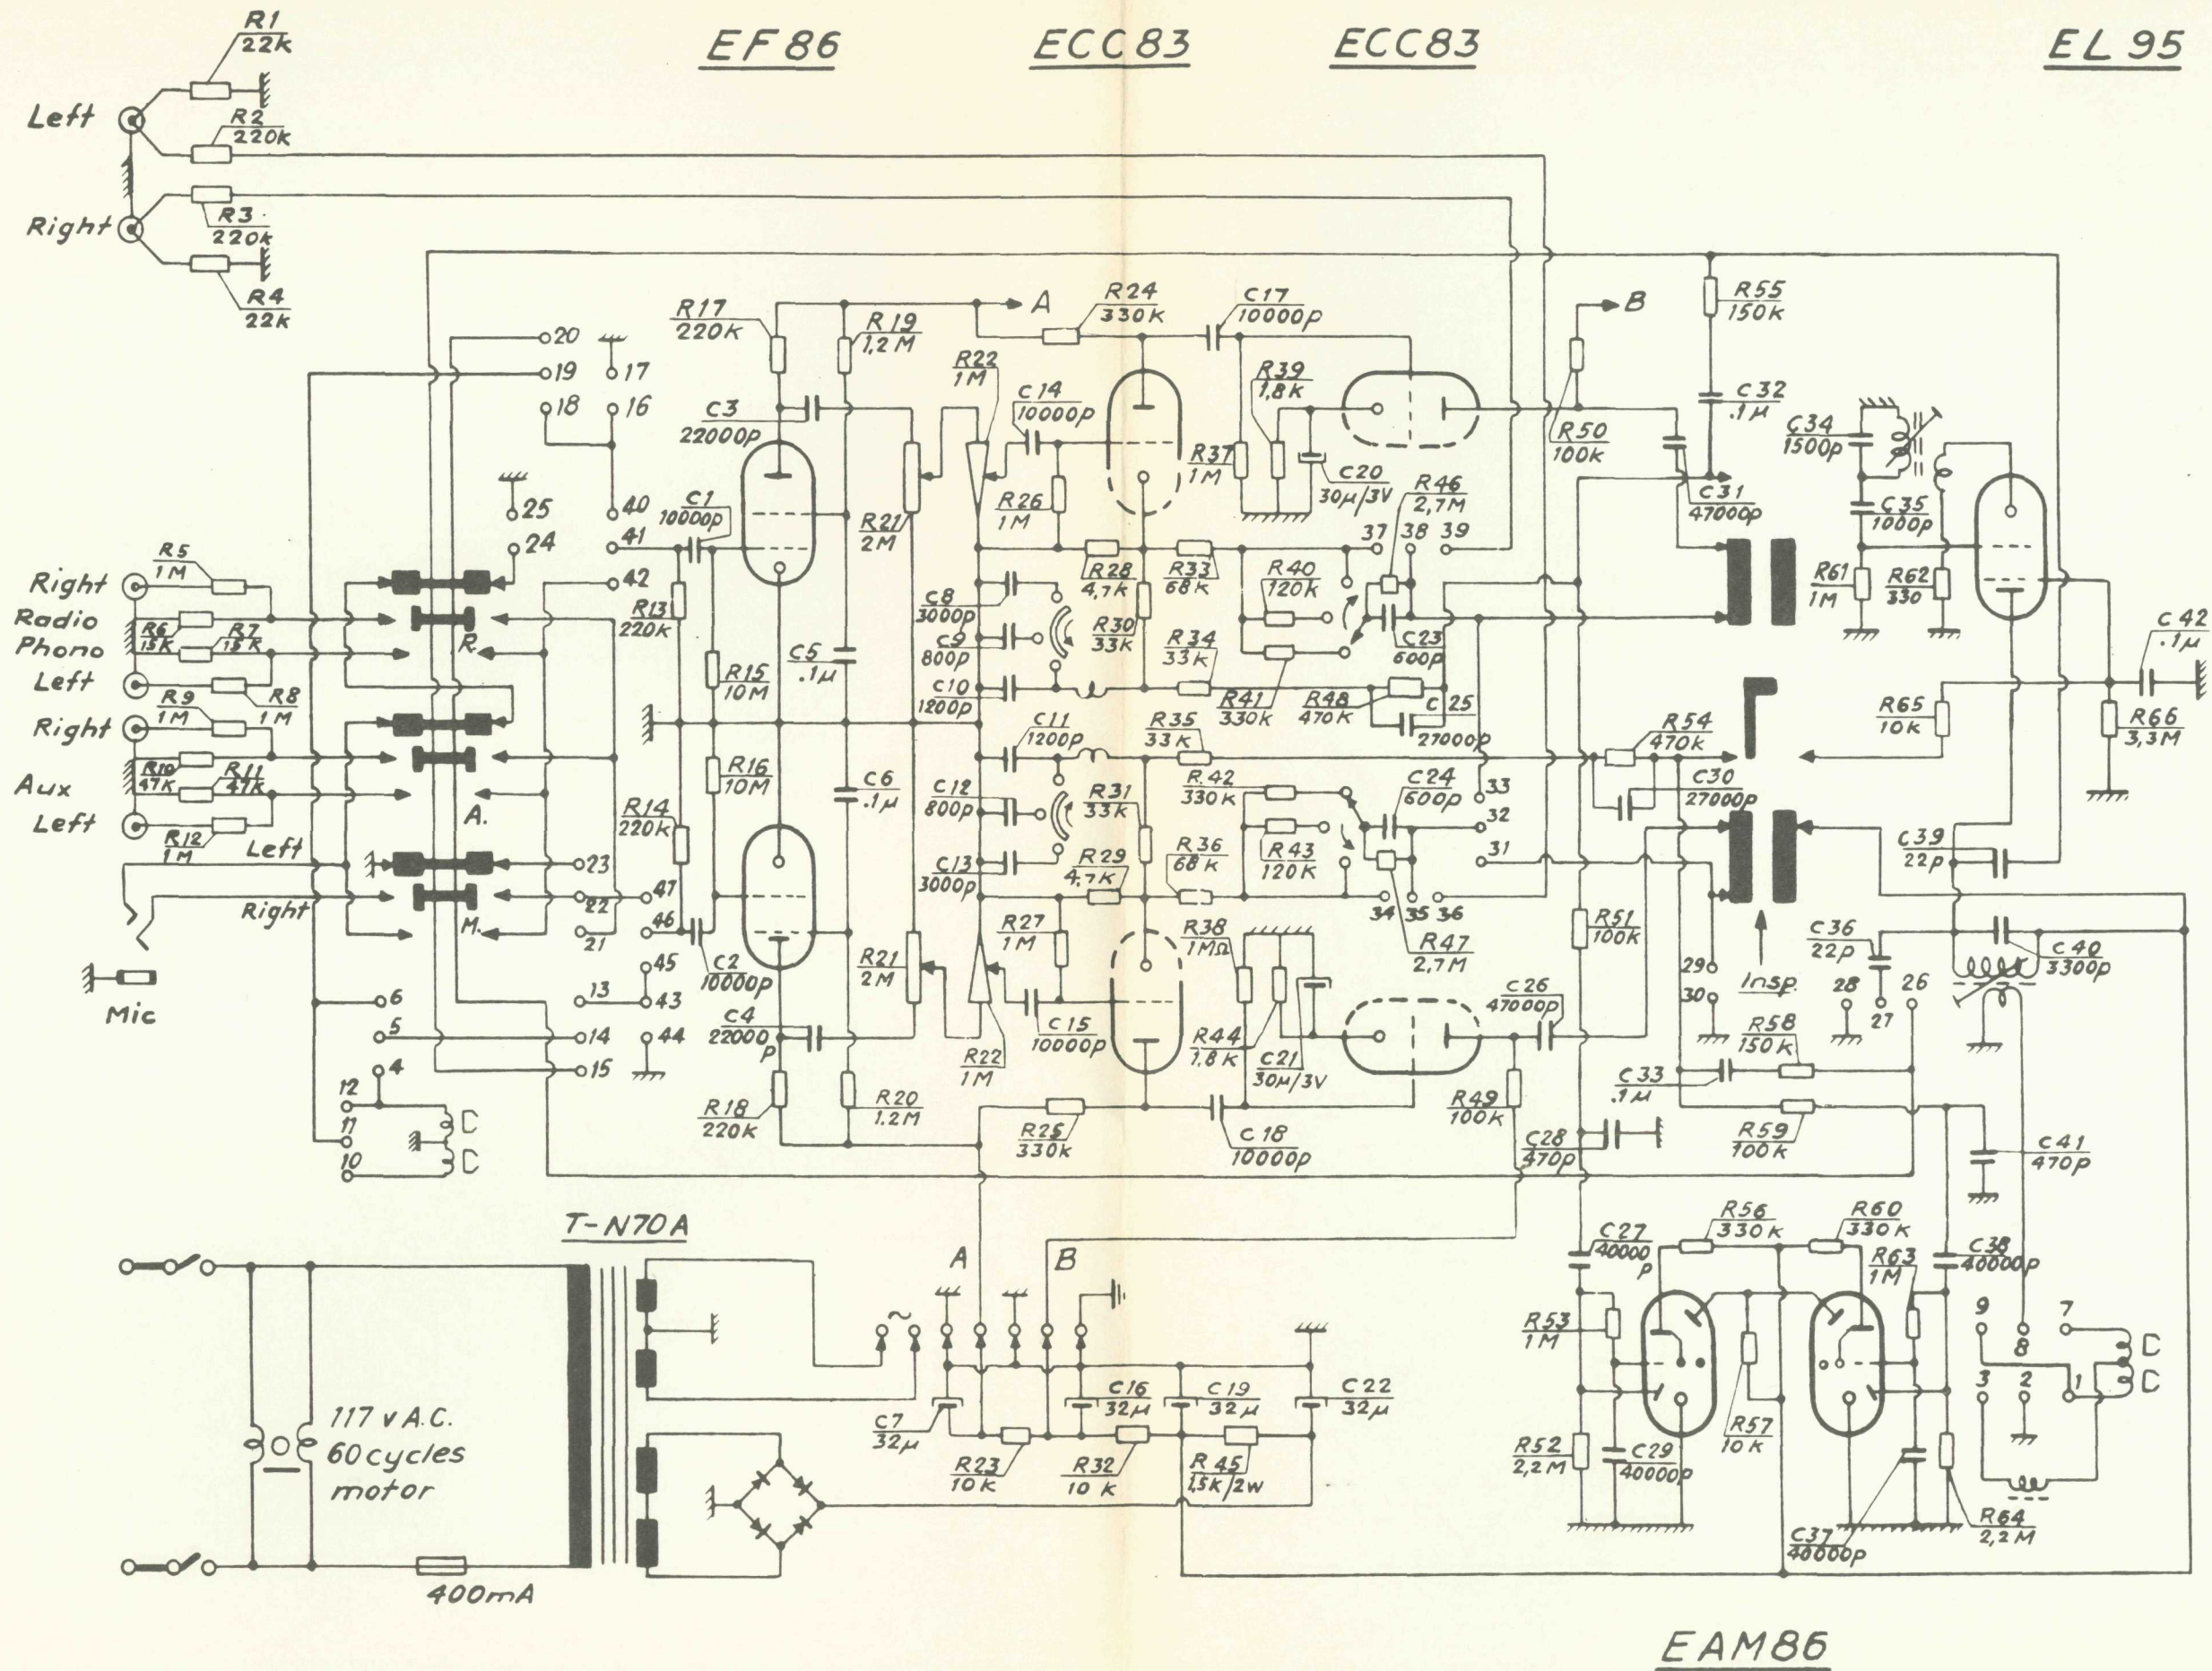 EF86
ECC83
ECC83
EL 95
R1
22K
Left
R2
220K
R3
220K
Right
R4
22K
20
19
17
18
16
25
24
40
41
42
R17
220K
R19
1,2 M
A
R24
330K
C17
10000p
B
R55
150K
C3
22000p
R22
1M
C14
10000p
R39
1,8K
R50
100K
C32
.1µ
C34
1500p
C1
10000p
R21
2M
R26
1M
R37
1M
C20
30µ/3V
R46
2,7M
C31
47000p
C35
1000p
37
38
39
R5
1M
Right
Radio
Phono
Left
R6
15K
R7
15K
R8
1M
R.
R13
220K
R15
10M
C5
.1µ
C8
3000p
C9
800p
C10
1200p
R28
4,7K
R30
33K
R33
68K
R34
33K
R40
120K
R41
330K
C23
600p
R48
470K
C25
27000p
R61
1M
R62
330
C42
.1µ
R9
1M
Right
Aux
Left
R10
47K
R11
47K
R12
1M
A.
R14
220K
R16
10M
C6
.1µ
C11
1200p
C12
800p
C13
3000p
R35
33K
R31
33K
R29
4,7K
R36
68K
R42
330K
R43
120K
C24
600p
33
32
31
R54
470K
C30
27000p
R65
10K
R66
3,3M
C39
22p
Left
Right
M.
Mic
23
22
21
47
46
45
13
43
14
44
15
6
5
4
12
11
10
C2
10000p
R21
2M
C4
22000
p
R18
220K
R20
1.2M
R22
1M
R27
1M
C15
10000p
R25
330K
R38
1MΩ
R44
1,8K
C21
30µ/3V
C18
10000p
34
35
36
R47
2,7M
C26
47000p
R49
100K
R51
100K
C28
470p
29
30
Insp.
C36
22p
28
27
26
C40
3300p
C33
.1µ
R58
150K
R59
100K
C41
470p
T-N70A
117 v A.C.
60 cycles
motor
400mA
A
B
~
C7
32µ
R23
10K
C16
32µ
R32
10K
C19
32µ
R45
1,5K/2W
C22
32µ
C27
40000
p
R56
330K
R60
330K
R63
1M
C38
40000p
R53
1M
R52
2,2M
C29
40000p
R57
10K
C37
40000p
R64
2,2M
9
8
7
3
2
1
EAM86